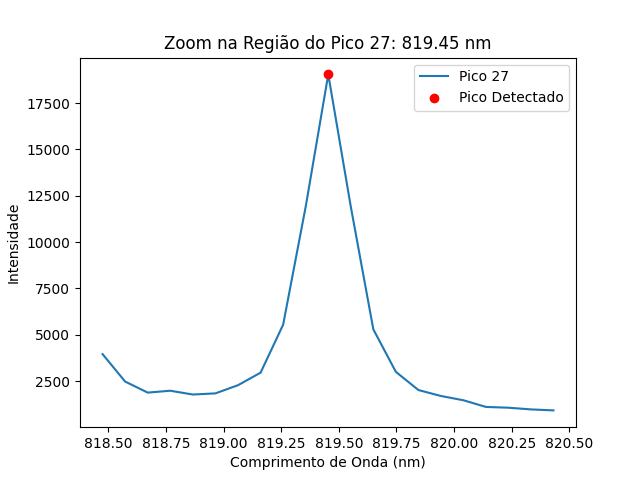 Zoom na Região do Pico 27: 819.45 nm
Pico 27
Pico Detectado
17500
15000
12500
10000
7500
5000
2500
Intensidade
818.50 818.75 819.00 819.25 819.50 819.75 820.00 820.25 820.50
Comprimento de Onda (nm)